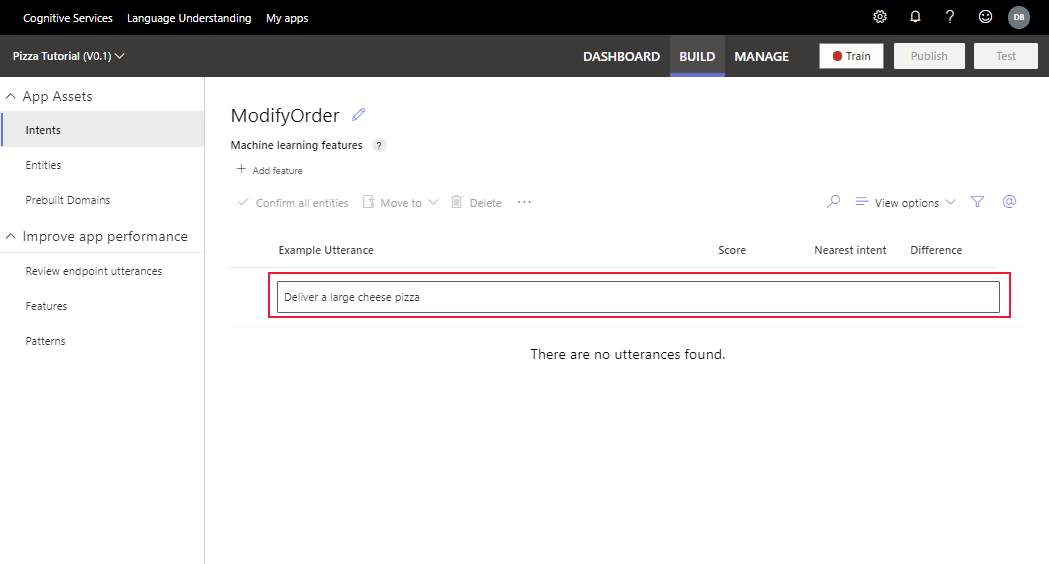 Cognitive Services Language Understanding My apps DB
Pizza Tutorial (V0.1) DASHBOARD BUILD MANAGE Train Publish Test
App Assets
Intents
Entities
Prebuilt Domains
Improve app performance
Review endpoint utterances
Features
Patterns
ModifyOrder
Machine learning features ?
+ Add feature
Confirm all entities Move to Delete ... View options @
Example Utterance Score Nearest intent Difference
Deliver a large cheese pizza
There are no utterances found.